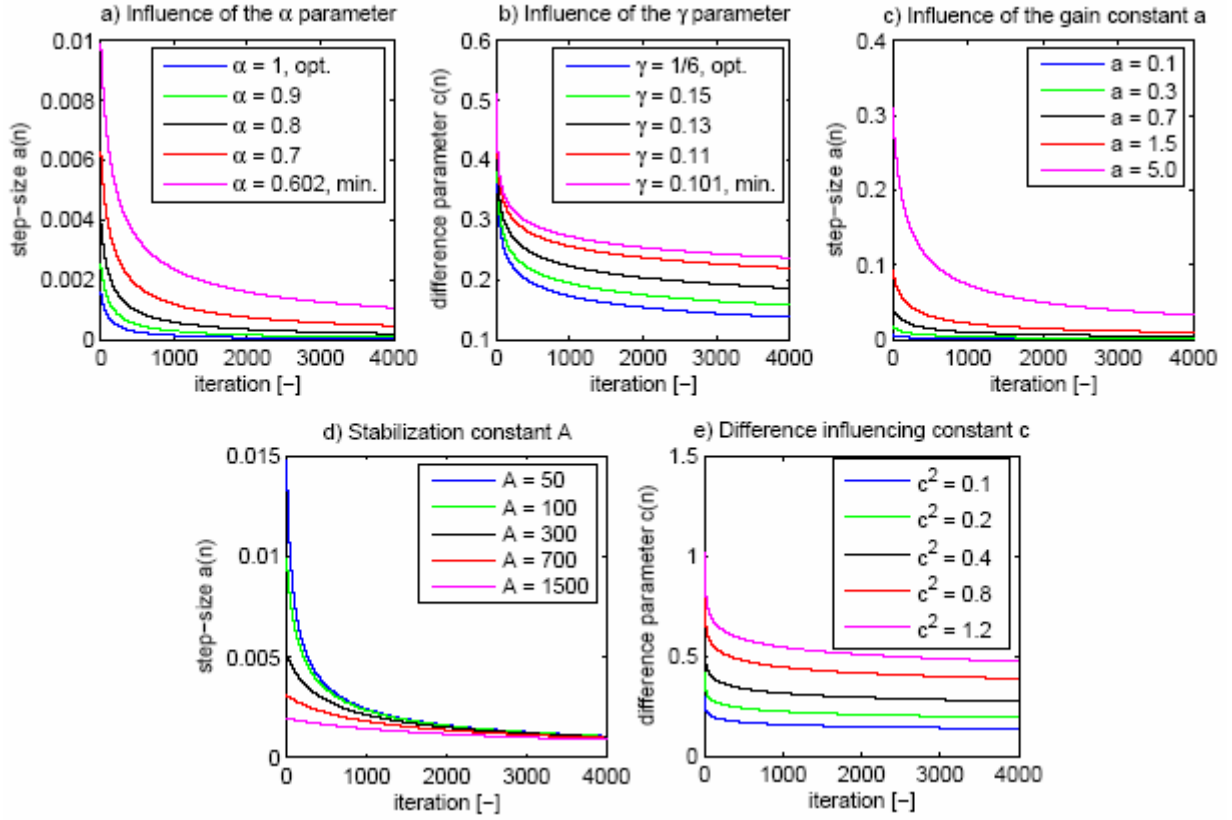 a) Influence of the α parameter
0.01
0.008
0.006
0.004
0.002
0
step-size a(n)
α = 1, opt.
α = 0.9
α = 0.8
α = 0.7
α = 0.602, min.
0 1000 2000 3000 4000
iteration [-]
b) Influence of the γ parameter
0.6
0.5
0.4
0.3
0.2
0.1
difference parameter c(n)
γ = 1/6, opt.
γ = 0.15
γ = 0.13
γ = 0.11
γ = 0.101, min.
0 1000 2000 3000 4000
iteration [-]
c) Influence of the gain constant a
0.4
0.3
0.2
0.1
0
step-size a(n)
a = 0.1
a = 0.3
a = 0.7
a = 1.5
a = 5.0
0 1000 2000 3000 4000
iteration [-]
d) Stabilization constant A
0.015
0.01
0.005
0
step-size a(n)
A = 50
A = 100
A = 300
A = 700
A = 1500
0 1000 2000 3000 4000
iteration [-]
e) Difference influencing constant c
1.5
1
0.5
0
difference parameter c(n)
c² = 0.1
c² = 0.2
c² = 0.4
c² = 0.8
c² = 1.2
0 1000 2000 3000 4000
iteration [-]